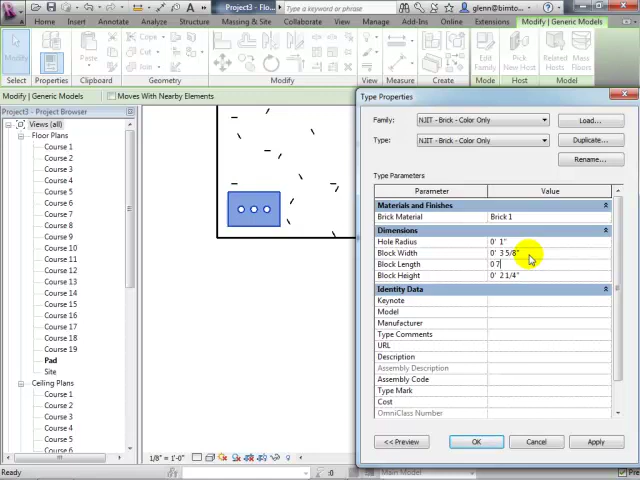 Project3 - Flo...
Type a keyword or phrase
glenn@bimto...
Home
Insert
Annotate
Structure
Massing & Site
Collaborate
View
Manage
Add-Ins
Extensions
Modify | Generic Models
Modify
Paste
Cope
Cut
Join
Edit Family
Pick New Host
Related Hosts
Select
Properties
Clipboard
Geometry
Modify
View
Measure
Create
Mode
Host
Model
Modify | Generic Models
Moves With Nearby Elements
Project3 - Project Browser
Views (all)
Floor Plans
Course 1
Course 2
Course 3
Course 4
Course 5
Course 6
Course 7
Course 8
Course 9
Course 10
Course 11
Course 12
Course 13
Course 14
Course 15
Course 16
Course 17
Course 18
Course 19
Pad
Site
Ceiling Plans
Course 1
Course 2
Course 3
Course 4
Course 5
Course 6
Type Properties
Family:
NJIT - Brick - Color Only
Load...
Type:
NJIT - Brick - Color Only
Duplicate...
Rename...
Type Parameters
Parameter
Value
Materials and Finishes
Brick Material
Brick 1
Dimensions
Hole Radius
0' 1"
Block Width
0' 3 5/8"
Block Length
0 7
Block Height
0' 2 1/4"
Identity Data
Keynote
Model
Manufacturer
Type Comments
URL
Description
Assembly Description
Assembly Code
Type Mark
Cost
OmniClass Number
<< Preview
OK
Cancel
Apply
1/8" = 1'-0"
Ready
:0
Main Model
Pre